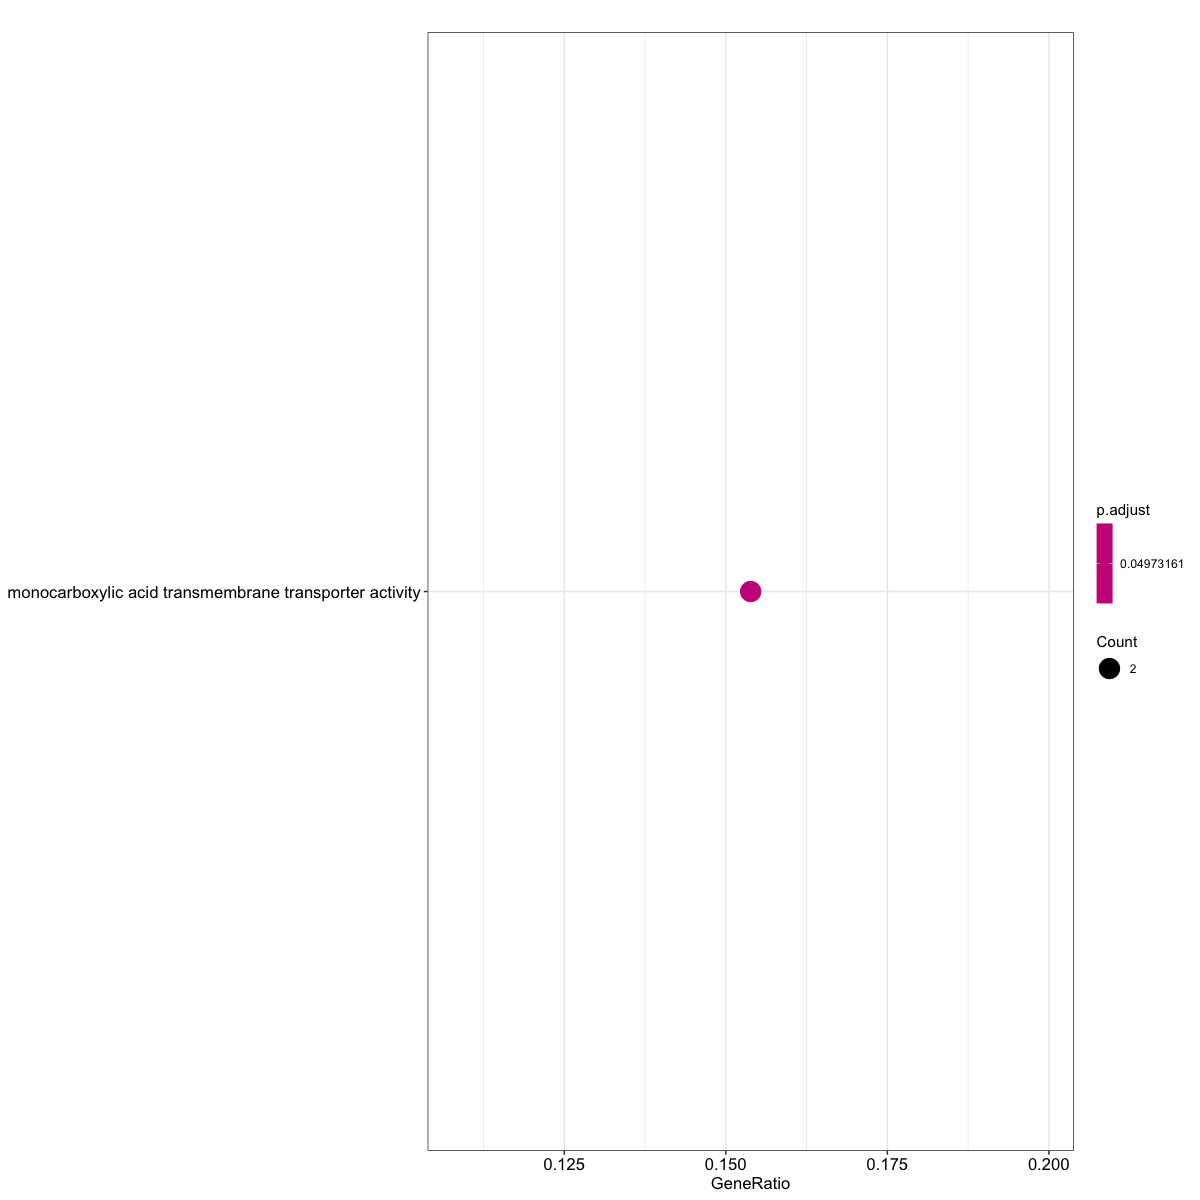 monocarboxylic acid transmembrane transporter activity
p.adjust
0.04973161
Count
2
0.125 0.150 0.175 0.200
GeneRatio